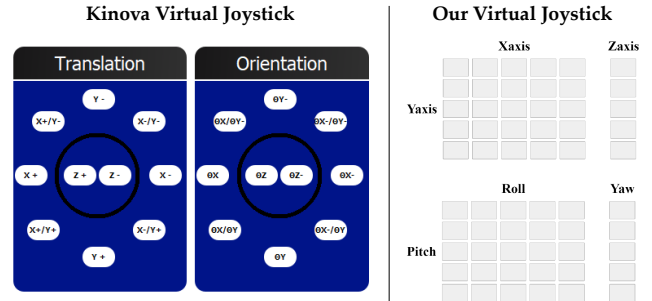 Kinova Virtual Joystick
Our Virtual Joystick
Translation
Orientation
Y -
X+/Y-
X-/Y-
X +
Z +
Z -
X -
X+/Y+
X-/Y+
Y +
ΘY-
ΘX/ΘY-
ΘX-/ΘY-
ΘX
ΘZ
ΘZ-
ΘX-
ΘX/ΘY
ΘX-/ΘY
ΘY
Xaxis
Zaxis
Yaxis
Roll
Yaw
Pitch